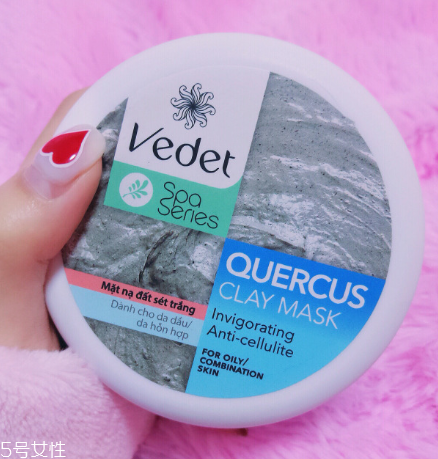 Vedet
Spa
Series
QUERCUS
CLAY MASK
Invigorating
Anti-cellulite
FOR OILY/
COMBINATION
SKIN
Mặt nạ đất sét trắng
Dành cho da dầu/
da hỗn hợp
5号女性